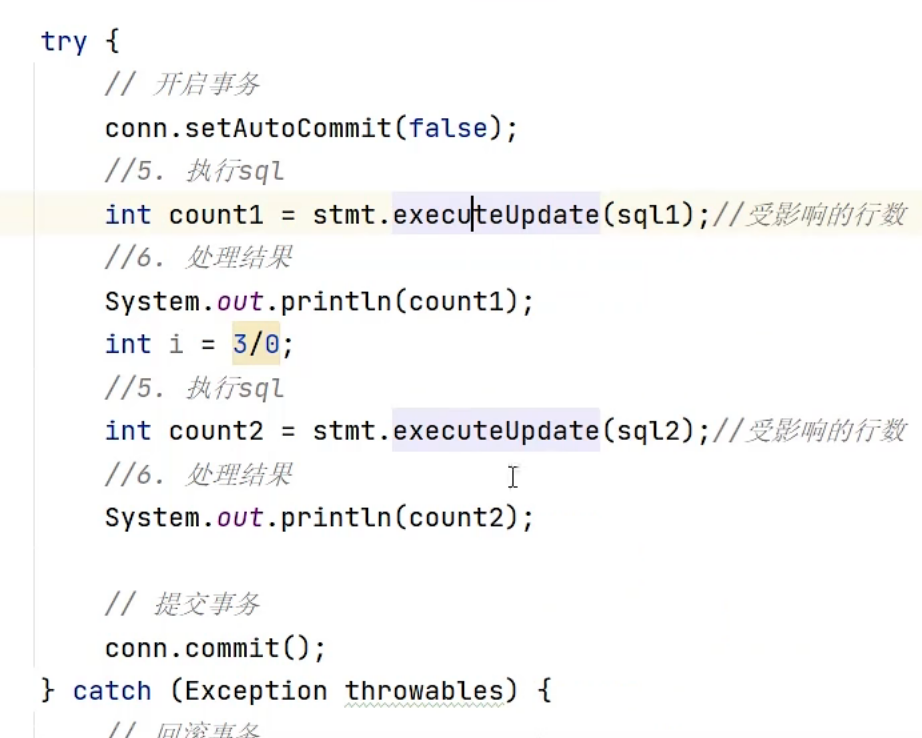 try {
// 开启事务
conn.setAutoCommit(false);
//5. 执行sql
int count1 = stmt.executeUpdate(sql1);//受影响的行数
//6. 处理结果
System.out.println(count1);
int i = 3/0;
//5. 执行sql
int count2 = stmt.executeUpdate(sql2);//受影响的行数
//6. 处理结果
System.out.println(count2);
// 提交事务
conn.commit();
} catch (Exception throwables) {
// 回滚事务